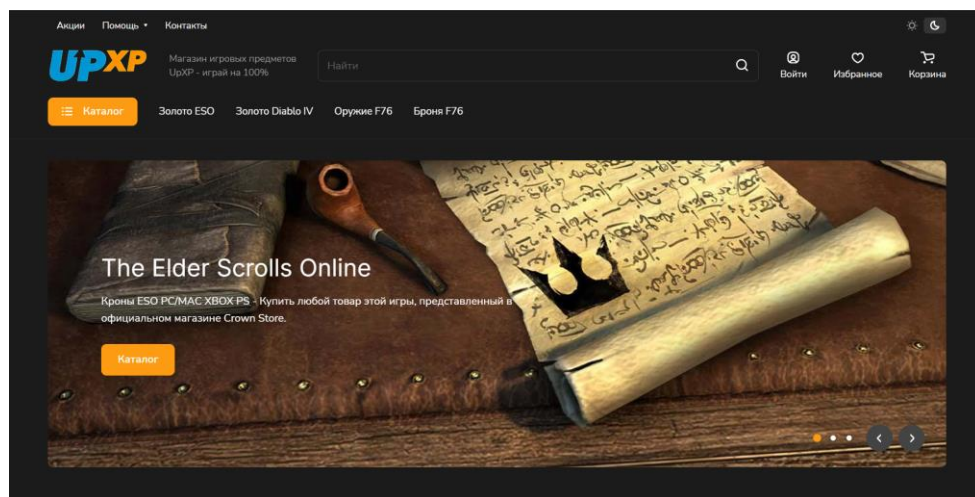 Акции Помощь Контакты
UPXP
Магазин игровых предметов
UpXP - играй на 100%
Найти
Войти
Избранное
Корзина
Каталог
Золото ESO Золото Diablo IV Оружие F76 Броня F76
The Elder Scrolls Online
Кроны ESO PC/MAC XBOX PS - Купить любой товар этой игры, представленный в
официальном магазине Crown Store.
Каталог